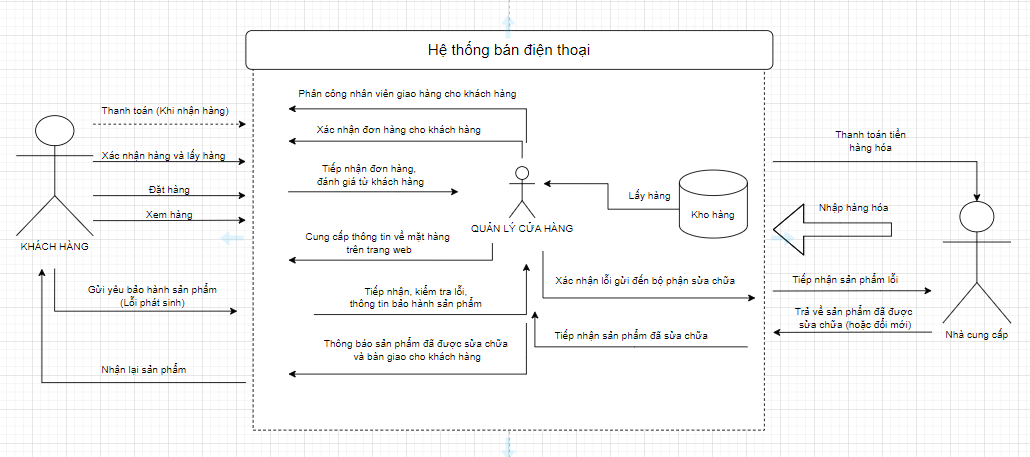 Hệ thống bán điện thoại
Thanh toán (Khi nhận hàng)
Xác nhận hàng và lấy hàng
Đặt hàng
Xem hàng
KHÁCH HÀNG
Gửi yêu bảo hành sản phẩm
(Lỗi phát sinh)
Nhận lại sản phẩm
Phân công nhân viên giao hàng cho khách hàng
Xác nhận đơn hàng cho khách hàng
Tiếp nhận đơn hàng,
đánh giá từ khách hàng
QUẢN LÝ CỬA HÀNG
Lấy hàng
Kho hàng
Cung cấp thông tin về mặt hàng
trên trang web
Tiếp nhận, kiểm tra lỗi,
thông tin bảo hành sản phẩm
Xác nhận lỗi gửi đến bộ phận sửa chữa
Tiếp nhận sản phẩm đã sửa chữa
Thông báo sản phẩm đã được sửa chữa
và bàn giao cho khách hàng
Thanh toán tiền
hàng hóa
Nhập hàng hóa
Tiếp nhận sản phẩm lỗi
Trả về sản phẩm đã được
sửa chữa (hoặc đổi mới)
Nhà cung cấp